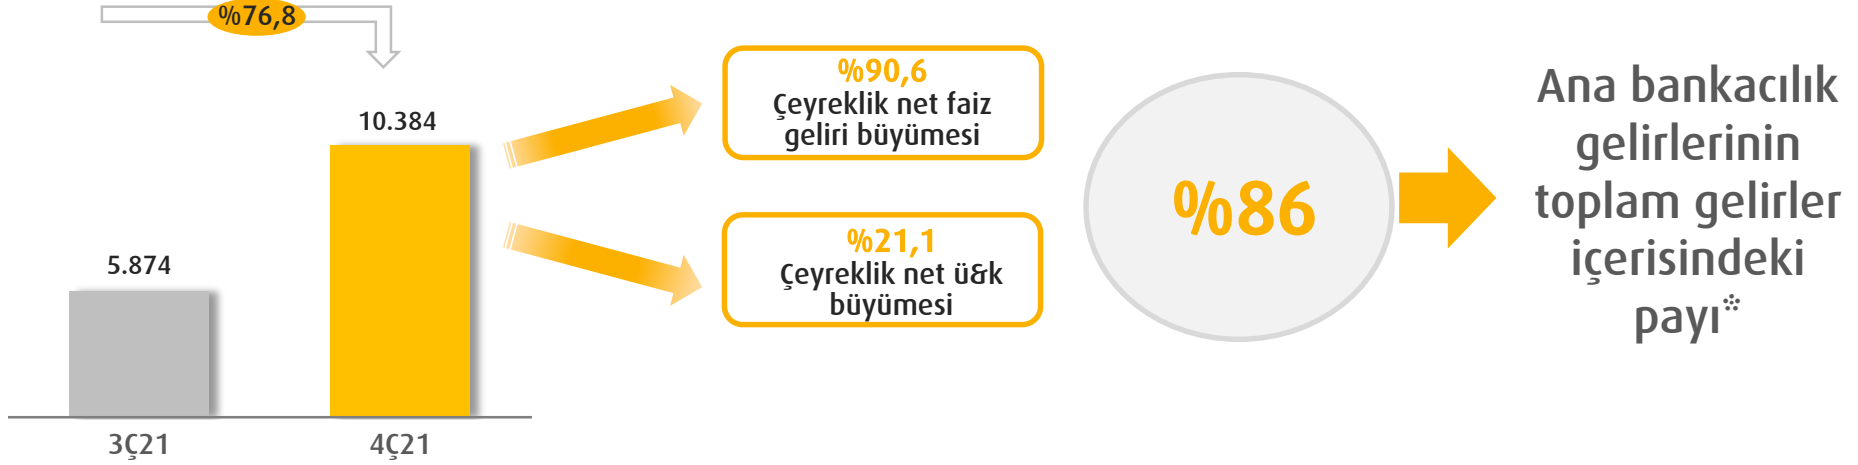 %76,8
10.384
5.874
3Ç21
4Ç21
%90,6
Çeyreklik net faiz
geliri büyümesi
%21,1
Çeyreklik net ü&k
büyümesi
%86
Ana bankacılık
gelirlerinin
toplam gelirler
içerisindeki
payı*